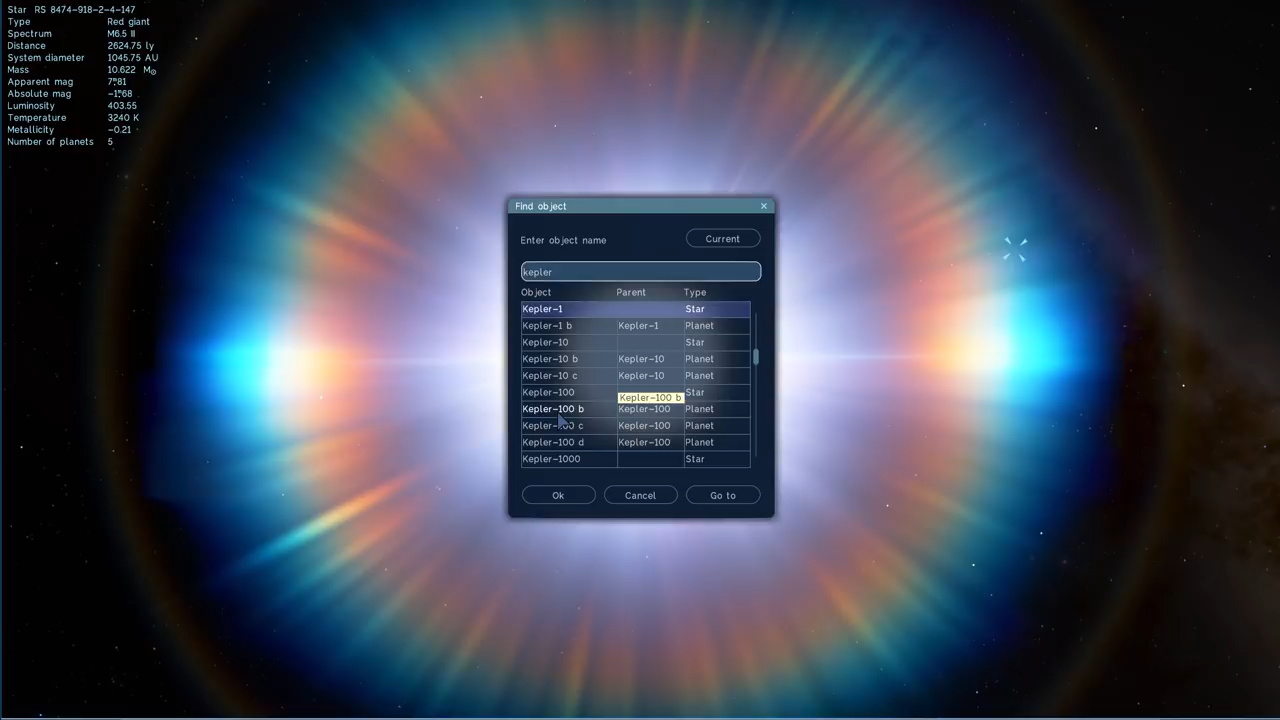 Star RS 8474-918-2-4-147
Type Red giant
Spectrum M6.5 II
Distance 2624.75 ly
System diameter 1045.75 AU
Mass 10.622 M☉
Apparent mag 7ᵐ81
Absolute mag -1ᵐ68
Luminosity 403.55
Temperature 3240 K
Metallicity -0.21
Number of planets 5
Find object
Enter object name Current
kepler
Object Parent Type
Kepler-1 Star
Kepler-1 b Kepler-1 Planet
Kepler-10 Star
Kepler-10 b Kepler-10 Planet
Kepler-10 c Kepler-10 Planet
Kepler-100 Star
Kepler-100 b
Kepler-100 b Kepler-100 Planet
Kepler-100 c Kepler-100 Planet
Kepler-100 d Kepler-100 Planet
Kepler-1000 Star
Ok Cancel Go to